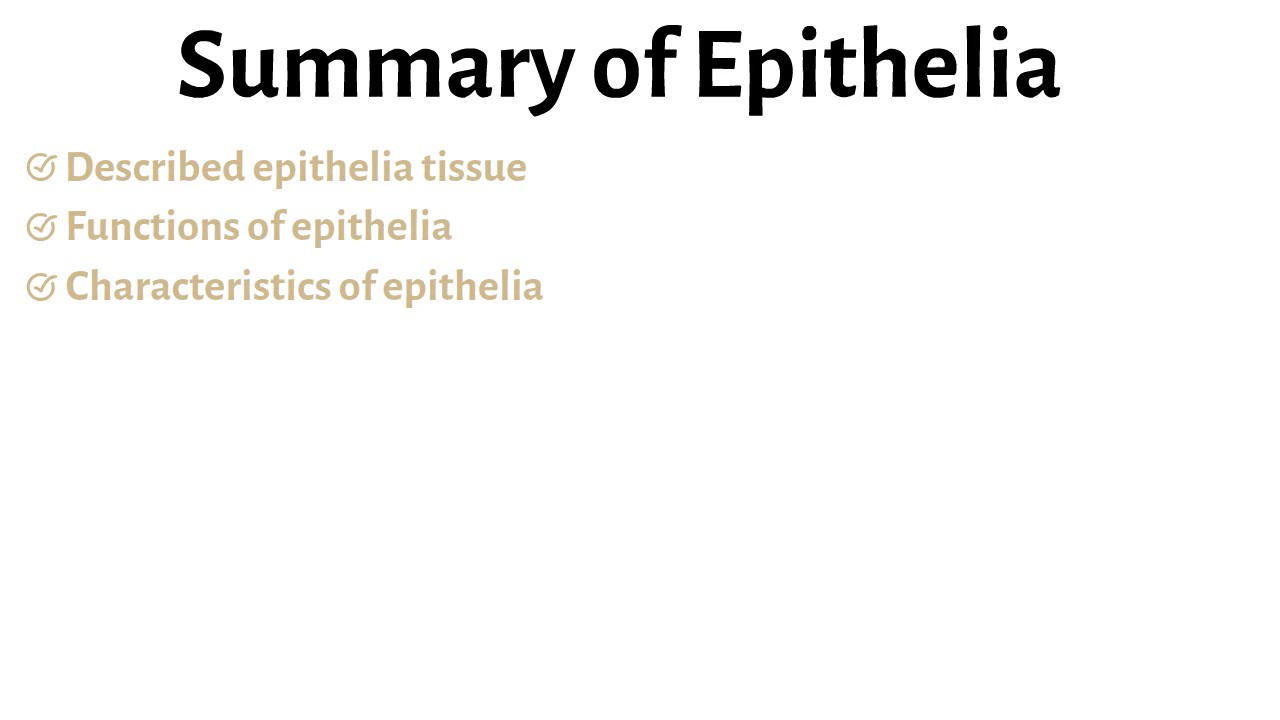 Summary of Epithelia
Described epithelia tissue
Functions of epithelia
Characteristics of epithelia